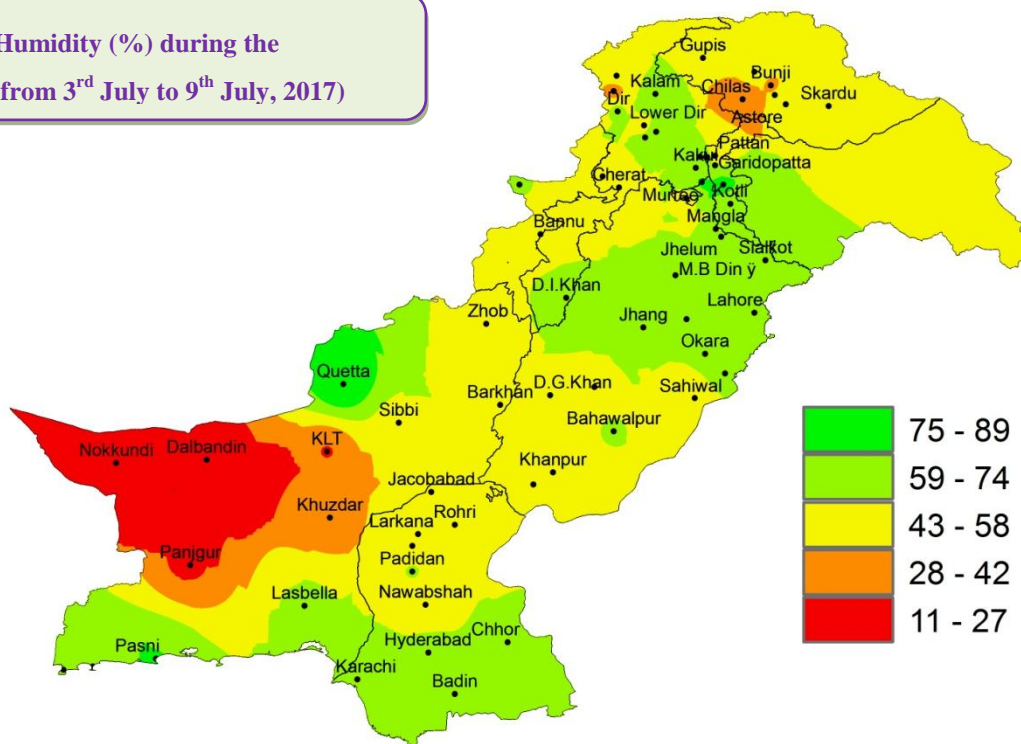 Humidity (%) during the
from 3rd July to 9th July, 2017)
Gupis
Bunji
Kalam
Chilas
Skardu
Dir
Lower Dir
Astore
Pattan
Garidopatta
Cherat
Kotli
Murree
Mangla
Bannu
Jhelum
Sialkot
M.B Din ÿ
D.I.Khan
Lahore
Zhob
Jhang
Okara
Quetta
D.G.Khan
Sahiwal
Barkhan
Sibbi
Bahawalpur
75 - 89
KLT
Nokkundi
Dalbandin
Khanpur
59 - 74
Jacobabad
Khuzdar
Rohri
Larkana
43 - 58
Panjgur
Padidan
28 - 42
Lasbella
Nawabshah
11 - 27
Chhor
Pasni
Hyderabad
Karachi
Badin